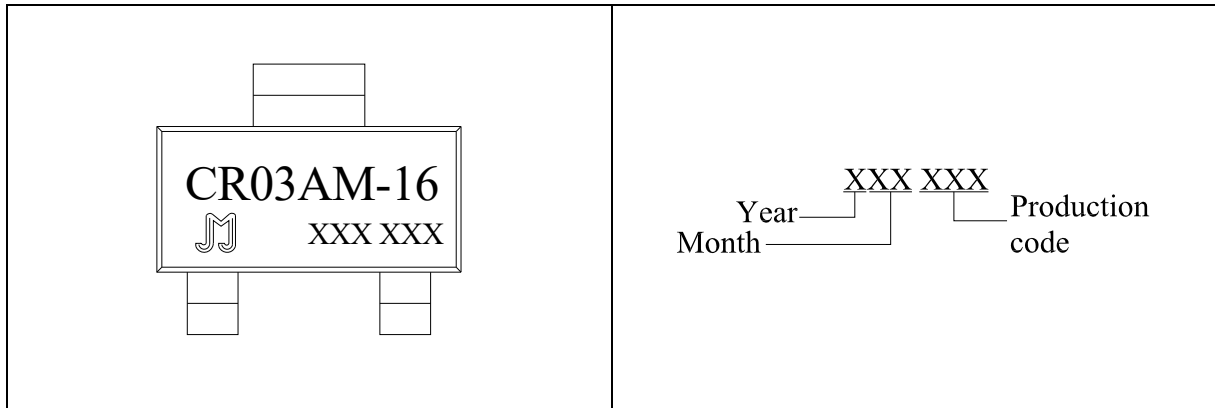 CR03AM-16
XXX XXX
XXX XXX
Year
Month
Production
code